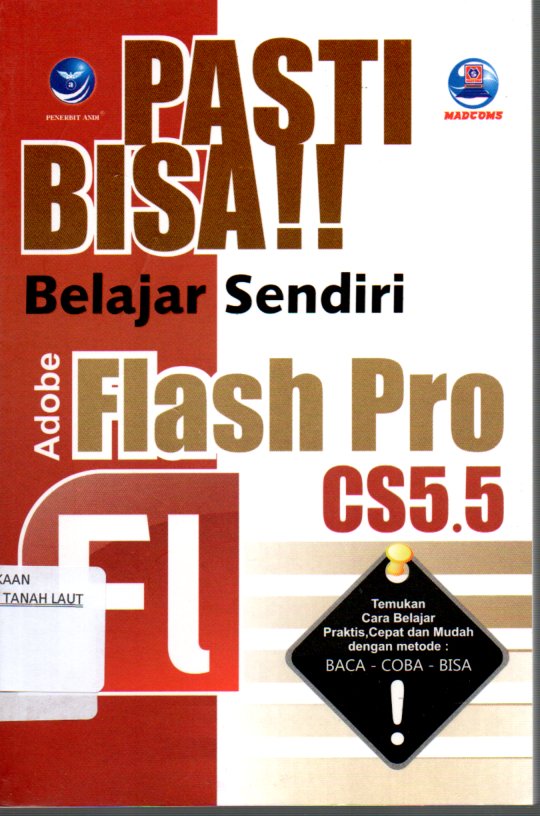 PENERBIT ANDI
MADCOMS
PASTI
BISA!!
Belajar Sendiri
Adobe
Flash Pro
CS5.5
Fl
KAAN
TANAH LAUT
Temukan
Cara Belajar
Praktis,Cepat dan Mudah
dengan metode :
BACA - COBA - BISA
!